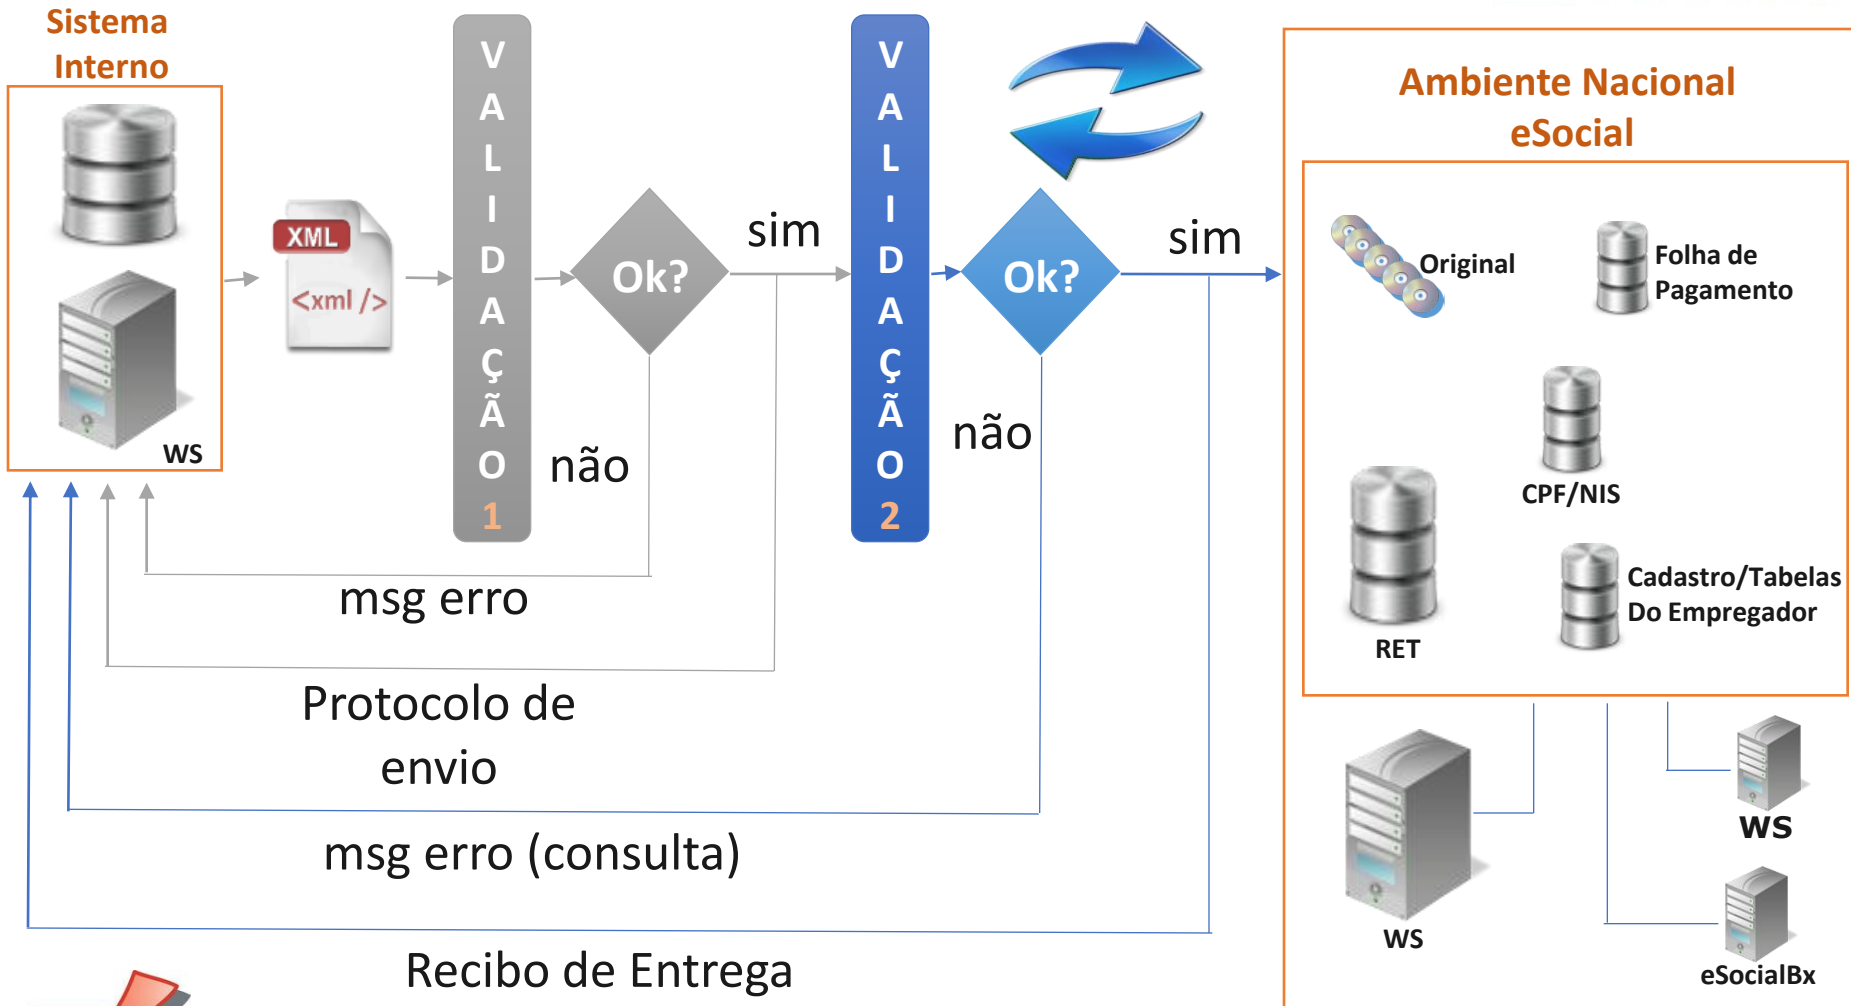 Sistema
Interno
WS
XML
<xml />
VALIDAÇÃO
1
Ok?
sim
não
VALIDAÇÃO
2
Ok?
sim
não
msg erro
Protocolo de
envio
msg erro (consulta)
Recibo de Entrega
Ambiente Nacional
eSocial
Original
Folha de
Pagamento
CPF/NIS
RET
Cadastro/Tabelas
Do Empregador
WS
WS
eSocialBx